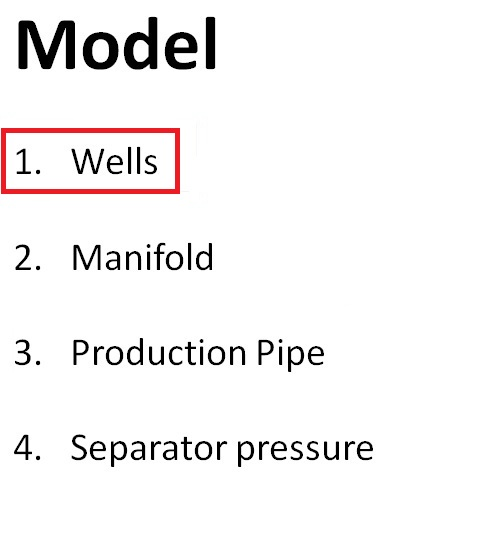 Model
1. Wells
2. Manifold
3. Production Pipe
4. Separator pressure